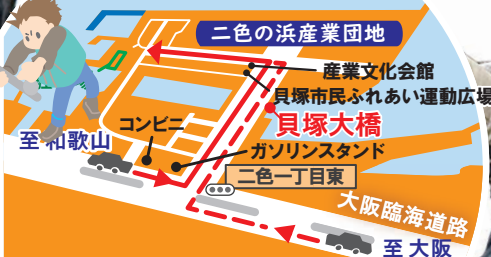 二色の浜産業団地
産業文化会館
貝塚市民ふれあい運動広場
貝塚大橋
コンビニ
至 和歌山
ガソリンスタンド
二色一丁目東
大阪臨海道路
至 大阪